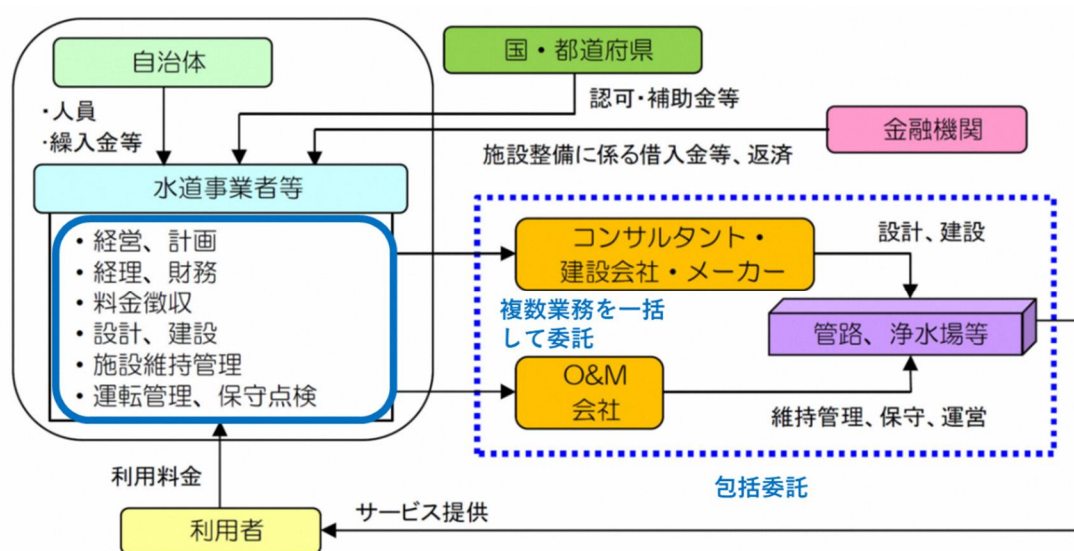 自治体
国・都道府県
・人員
・繰入金等
認可・補助金等
金融機関
施設整備に係る借入金等、返済
水道事業者等
・経営、計画
・経理、財務
・料金徴収
・設計、建設
・施設維持管理
・運転管理、保守点検
コンサルタント・
建設会社・メーカー
設計、建設
複数業務を一括
して委託
管路、浄水場等
O&M
会社
維持管理、保守、運営
包括委託
利用料金
サービス提供
利用者